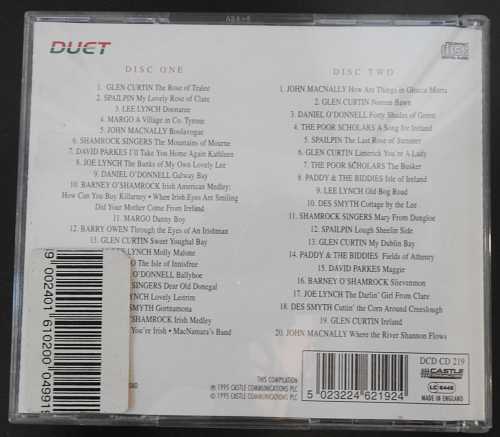 DUET
DISC ONE
1. GLEN CURTIN The Rose of Tralee
2. SPAILPIN My Lovely Rose of Clare
3. LEE LYNCH Doonaree
4. MARGO A Village in Co. Tyrone
5. JOHN MACNALLY Boolavogue
6. SHAMROCK SINGERS The Mountains of Mourne
7. DAVID PARKES I'll Take You Home Again Kathleen
8. JOE LYNCH The Banks of My Own Lovely Lee
9. DANIEL O'DONNELL Galway Bay
10. BARNEY O'SHAMROCK Irish American Medley:
How Can You Buy Killarney • When Irish Eyes Are Smiling
Did Your Mother Come From Ireland
11. MARGO Danny Boy
12. BARRY OWEN Through the Eyes of An Irishman
13. GLEN CURTIN Sweet Youghal Bay
LYNCH Molly Malone
The Isle of Innisfree
O'DONNELL Ballyhoe
SINGERS Dear Old Donegal
LYNCH Lovely Leitrim
SMYTH Gortnamona
O'SHAMROCK Irish Medley
You're Irish • MacNamara's Band
DISC TWO
1. JOHN MACNALLY How Are Things in Glocca Morra
2. GLEN CURTIN Noreen Bawn
3. DANIEL O'DONNELL Forty Shades of Green
4. THE POOR SCHOLARS A Song for Ireland
5. SPAILPIN The Last Rose of Summer
6. GLEN CURTIN Limerick You're A Lady
7. THE POOR SCHOLARS The Busker
8. PADDY & THE BIDDIES Isle of Ireland
9. LEE LYNCH Old Bog Road
10. DES SMYTH Cottage by the Lee
11. SHAMROCK SINGERS Mary From Dungloe
12. SPAILPIN Lough Sheelin Side
13. GLEN CURTIN My Dublin Bay
14. PADDY & THE BIDDIES Fields of Athenry
15. DAVID PARKES Maggie
16. BARNEY O'SHAMROCK Slievenmon
17. JOE LYNCH The Darlin' Girl From Clare
18. DES SMYTH Cuttin' the Corn Around Creeslough
19. GLEN CURTIN Ireland
20. JOHN MACNALLY Where the River Shannon Flows
THIS COMPILATION
℗ 1995 CASTLE COMMUNICATIONS PLC
© 1995 CASTLE COMMUNICATIONS PLC
5 023224 621924
DCD CD 219
CASTLE
LC 6448
MADE IN ENGLAND